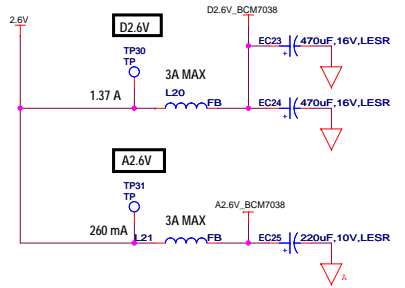 2.6V
D2.6V
D2.6V_BCM7038
TP30
TP
EC23
470uF,16V,LESR
+
3A MAX
1.37 A
L20
FB
EC24
470uF,16V,LESR
+
A2.6V
TP31
TP
A2.6V_BCM7038
3A MAX
260 mA
L21
FB
EC25
220uF,10V,LESR
+
A